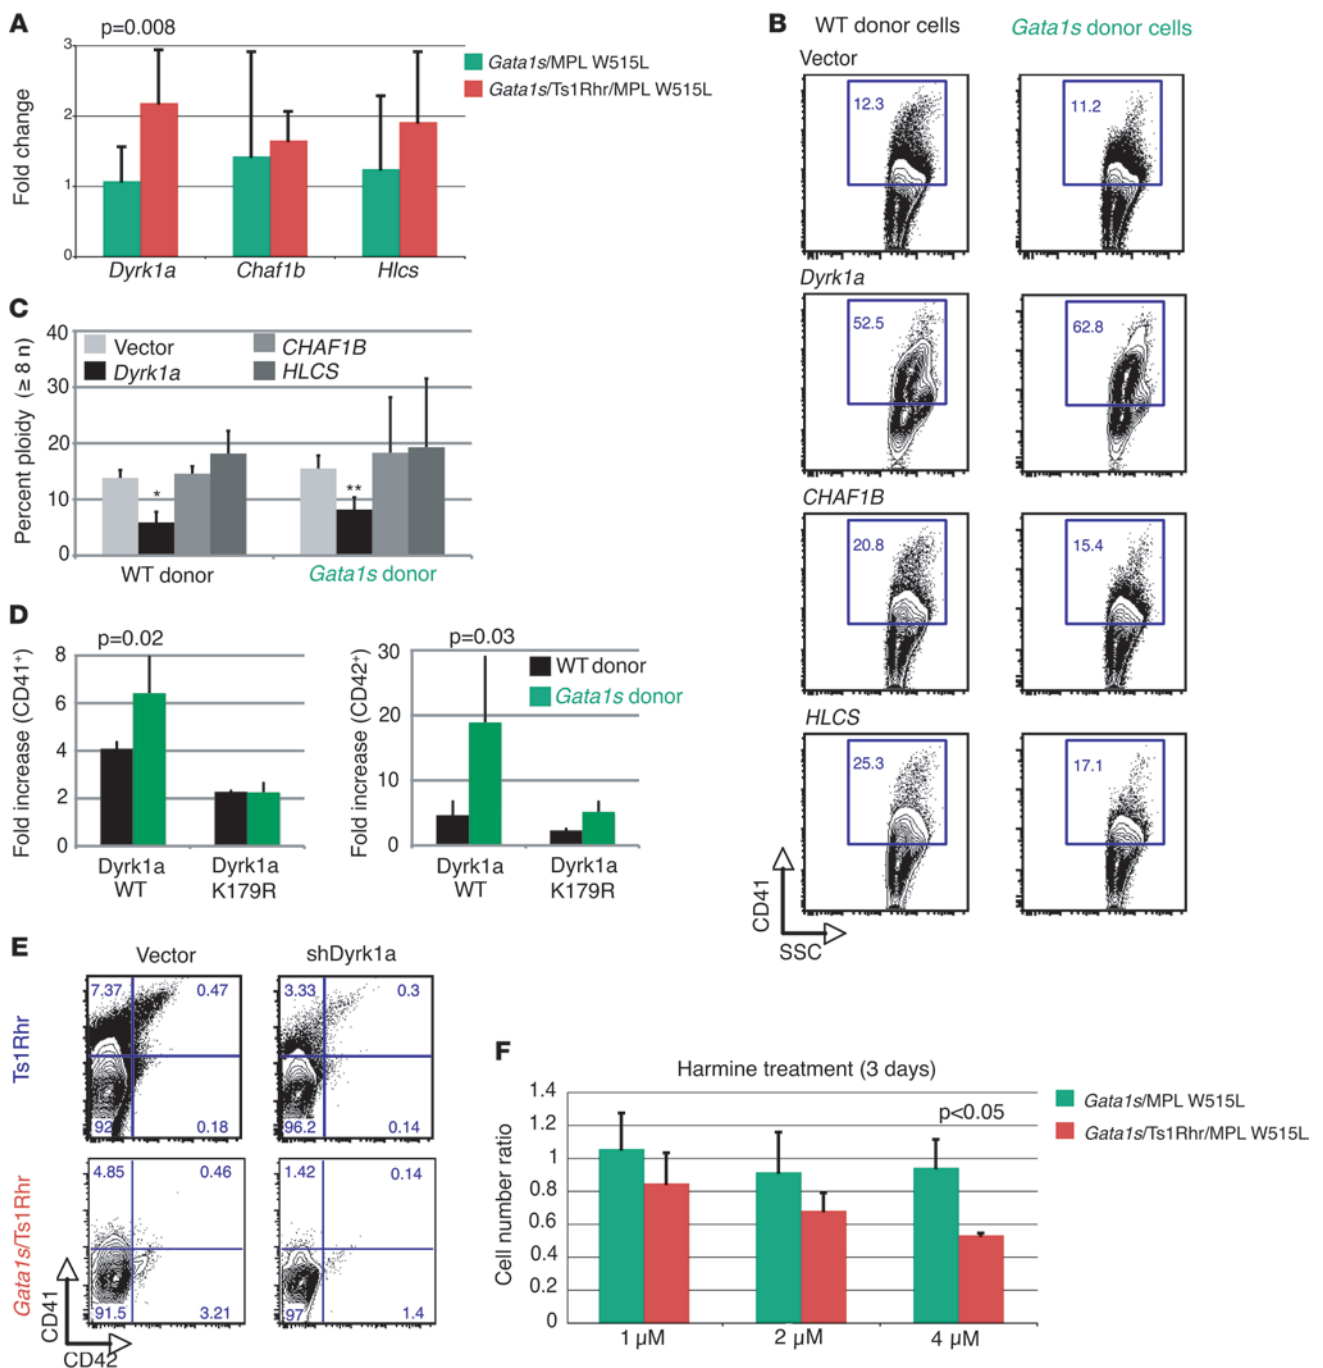 A
p=0.008
Fold change
3
2
1
0
Dyrk1a
Chaf1b
Hlcs
Gata1s/MPL W515L
Gata1s/Ts1Rhr/MPL W515L
B
WT donor cells
Gata1s donor cells
Vector
12.3
11.2
Dyrk1a
52.5
62.8
CHAF1B
20.8
15.4
HLCS
25.3
17.1
CD41
SSC
C
Percent ploidy (≥ 8 n)
40
30
20
10
0
Vector
Dyrk1a
CHAF1B
HLCS
*
**
WT donor
Gata1s donor
D
p=0.02
Fold increase (CD41⁺)
8
6
4
2
0
Dyrk1a
WT
Dyrk1a
K179R
p=0.03
Fold increase (CD42⁺)
30
20
10
0
WT donor
Gata1s donor
Dyrk1a
WT
Dyrk1a
K179R
E
Vector
shDyrk1a
Ts1Rhr
7.37
0.47
92
0.18
3.33
0.3
96.2
0.14
Gata1s/Ts1Rhr
4.85
0.46
91.5
3.21
1.42
0.14
97
1.4
CD41
CD42
F
Harmine treatment (3 days)
Cell number ratio
1.4
1.2
1
0.8
0.6
0.4
0.2
0
p<0.05
1 µM
2 µM
4 µM
Gata1s/MPL W515L
Gata1s/Ts1Rhr/MPL W515L